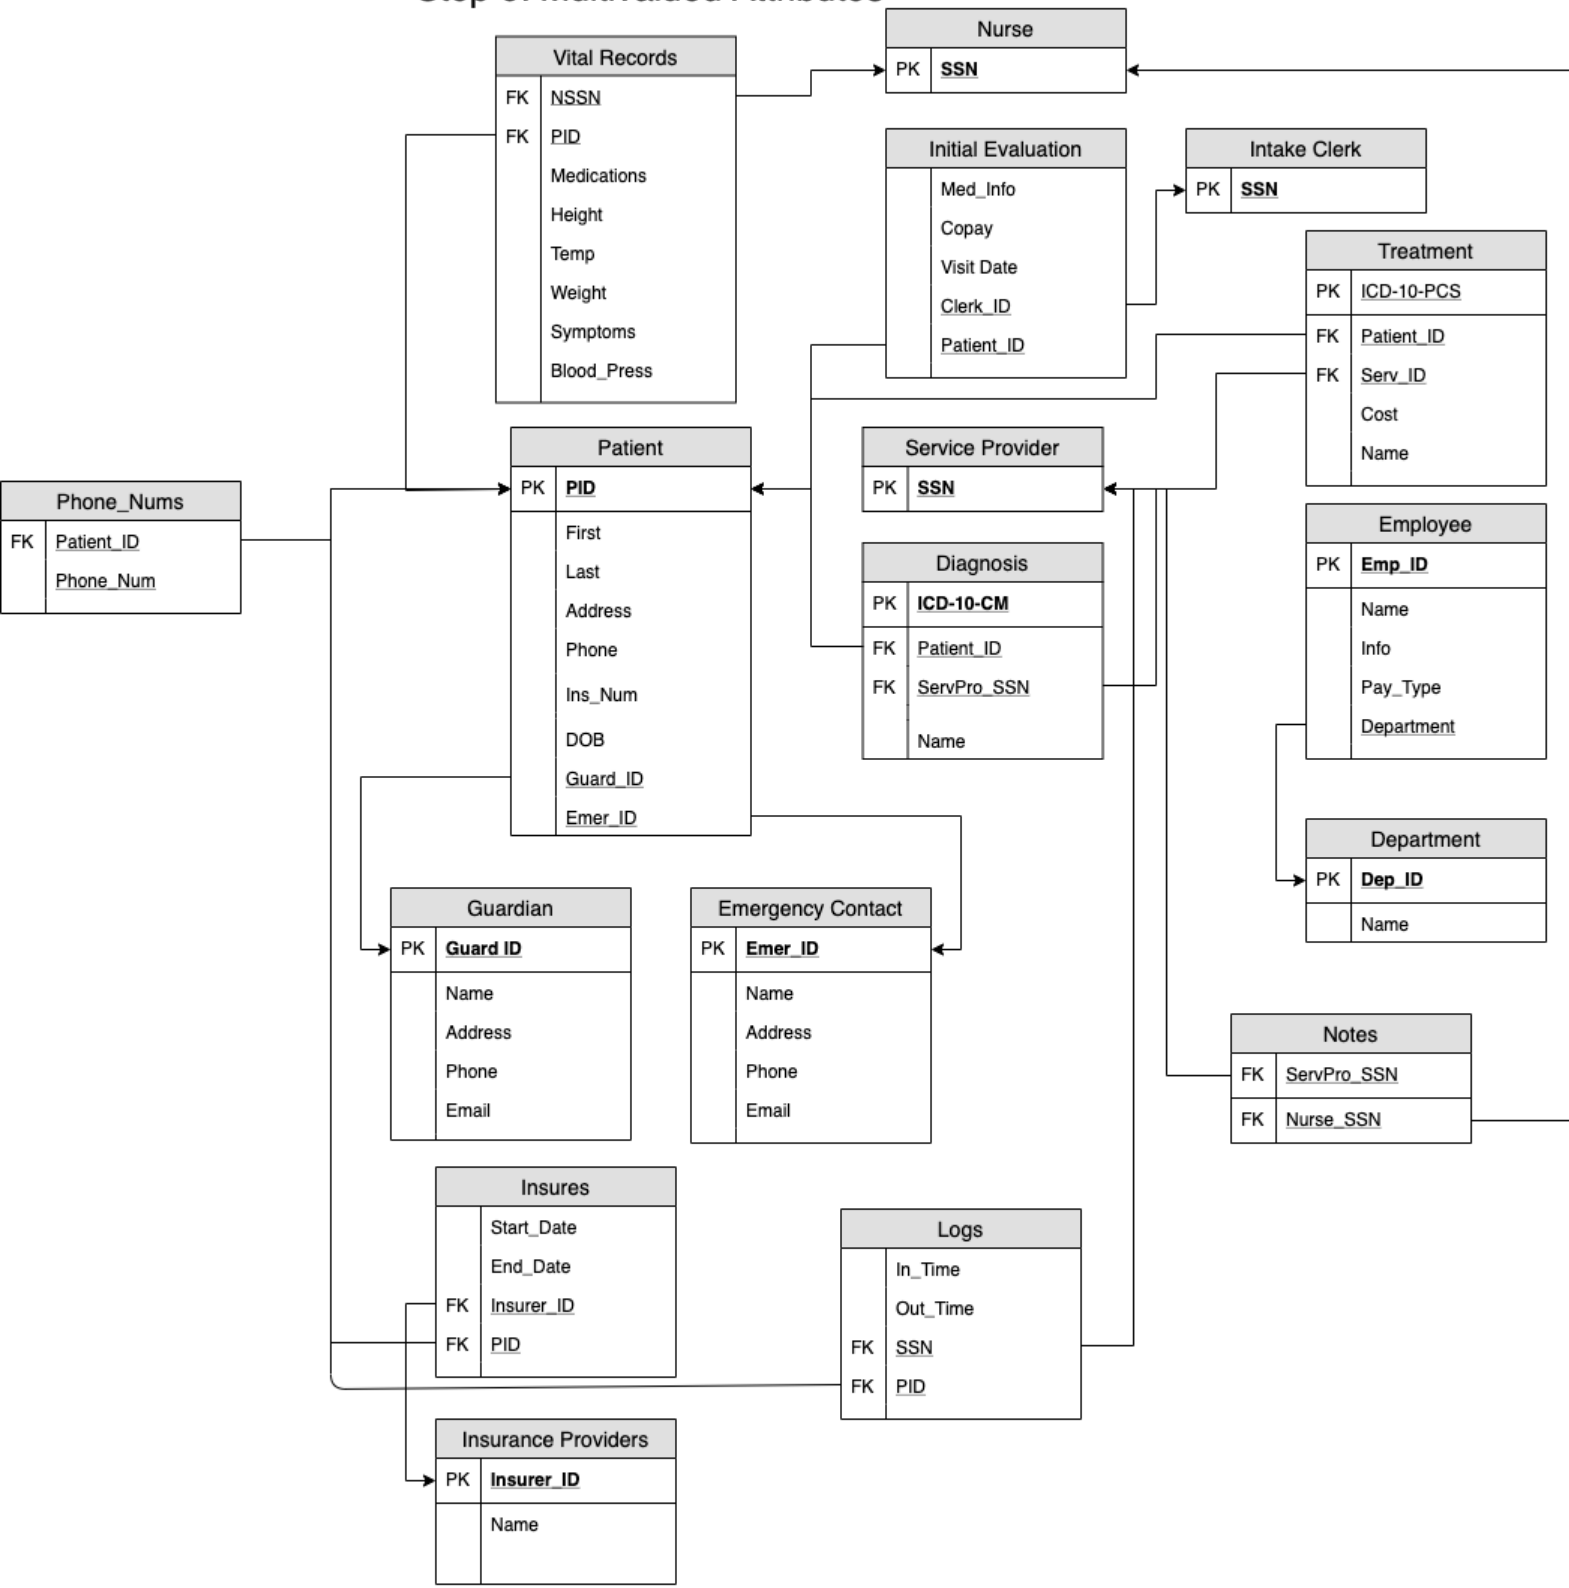 Step 6: Multivalued Attributes
Nurse
PK SSN
Vital Records
FK NSSN
FK PID
Medications
Height
Temp
Weight
Symptoms
Blood_Press
Initial Evaluation
Med_Info
Copay
Visit Date
Clerk_ID
Patient_ID
Intake Clerk
PK SSN
Treatment
PK ICD-10-PCS
FK Patient_ID
FK Serv_ID
Cost
Name
Phone_Nums
FK Patient_ID
Phone_Num
Patient
PK PID
First
Last
Address
Phone
Ins_Num
DOB
Guard_ID
Emer_ID
Service Provider
PK SSN
Diagnosis
PK ICD-10-CM
FK Patient_ID
FK ServPro_SSN
Name
Employee
PK Emp_ID
Name
Info
Pay_Type
Department
Department
PK Dep_ID
Name
Guardian
PK Guard ID
Name
Address
Phone
Email
Emergency Contact
PK Emer_ID
Name
Address
Phone
Email
Notes
FK ServPro_SSN
FK Nurse_SSN
Insures
Start_Date
End_Date
FK Insurer_ID
FK PID
Logs
In_Time
Out_Time
FK SSN
FK PID
Insurance Providers
PK Insurer_ID
Name